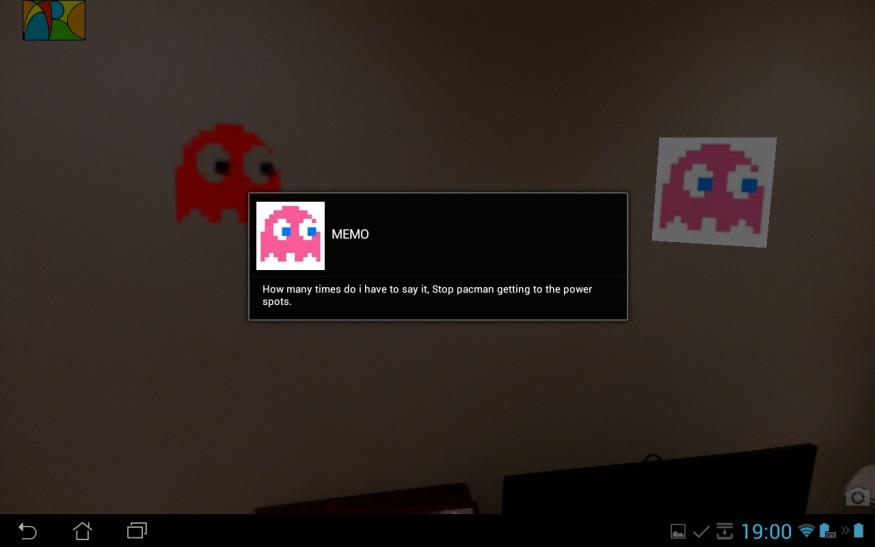 MEMO
How many times do i have to say it, Stop pacman getting to the power
spots.
19:00